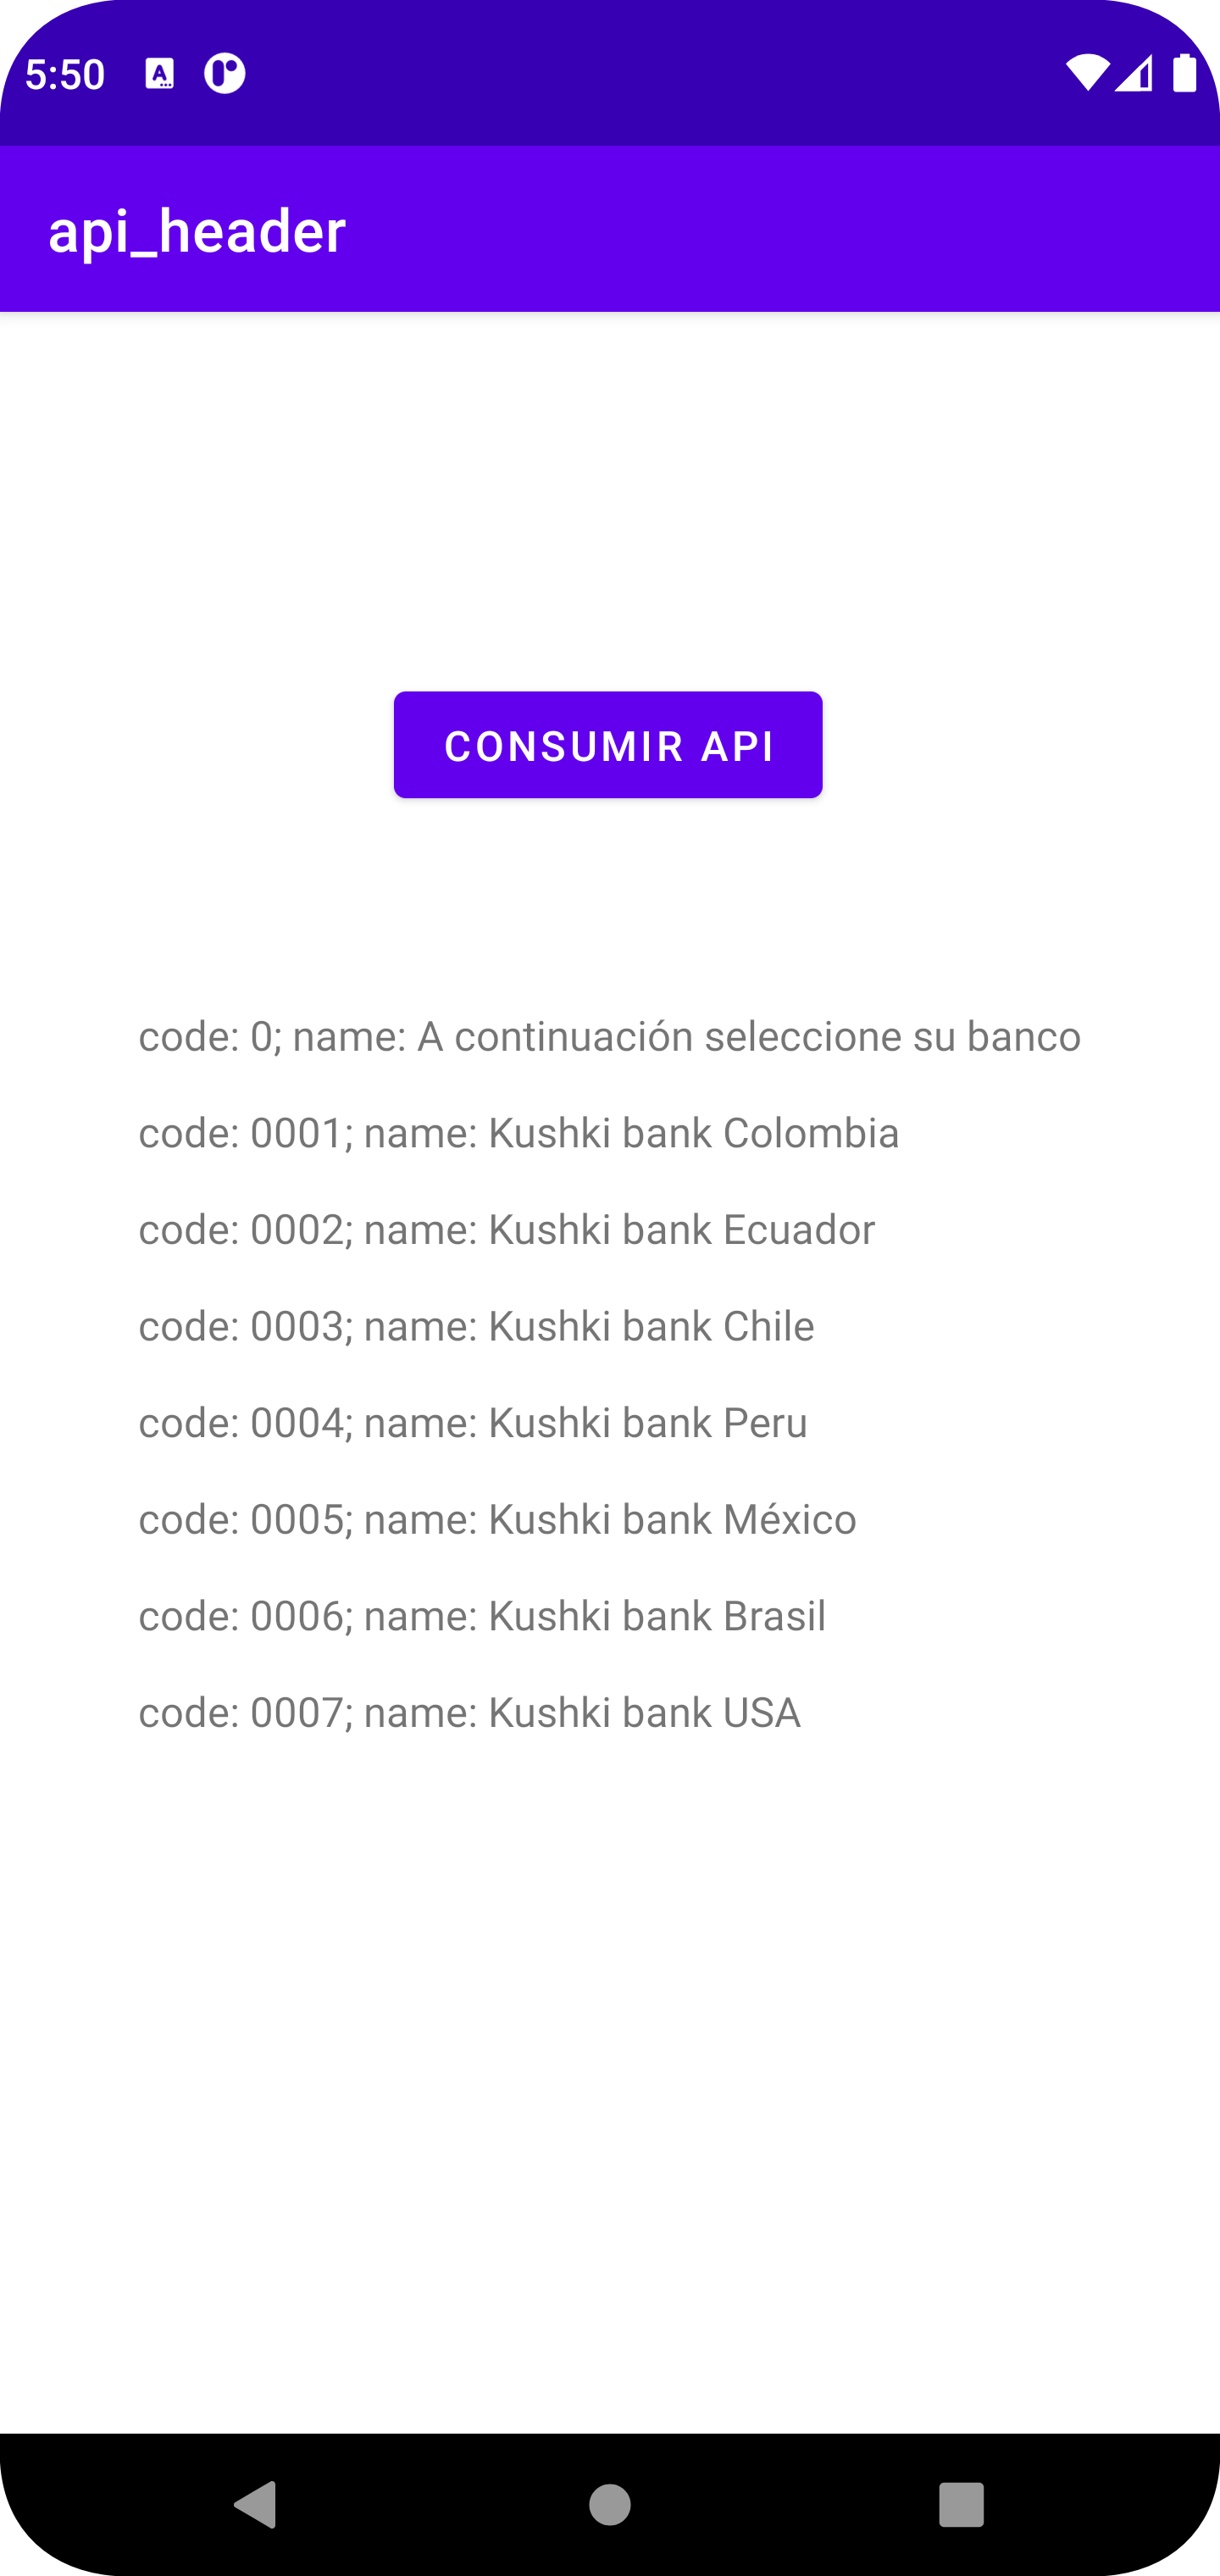 5:50
api_header
CONSUMIR API
code: 0; name: A continuación seleccione su banco
code: 0001; name: Kushki bank Colombia
code: 0002; name: Kushki bank Ecuador
code: 0003; name: Kushki bank Chile
code: 0004; name: Kushki bank Peru
code: 0005; name: Kushki bank México
code: 0006; name: Kushki bank Brasil
code: 0007; name: Kushki bank USA